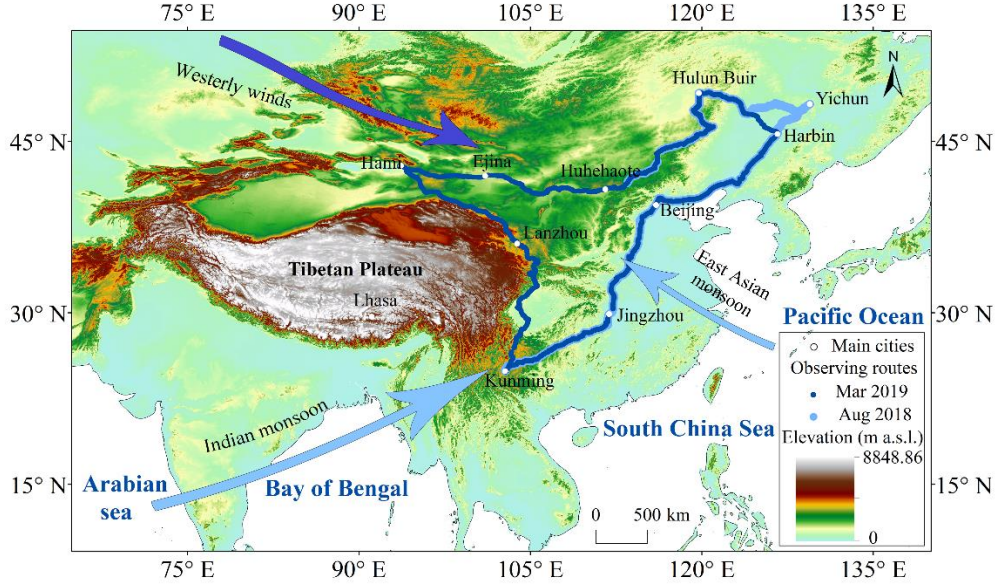 75° E 90° E 105° E 120° E 135° E
Westerly winds
Hulun Buir
N
Yichun
45° N
45° N
Harbin
Hami
Ejina
Huhehaote
Beijing
Lanzhou
Tibetan Plateau
Lhasa
East Asian
monsoon
30° N
30° N
Jingzhou
Pacific Ocean
Kunming
Indian monsoon
South China Sea
Arabian
sea
Bay of Bengal
15° N
15° N
0 500 km
Main cities
Observing routes
Mar 2019
Aug 2018
Elevation (m a.s.l.)
8848.86
0
75° E 90° E 105° E 120° E 135° E